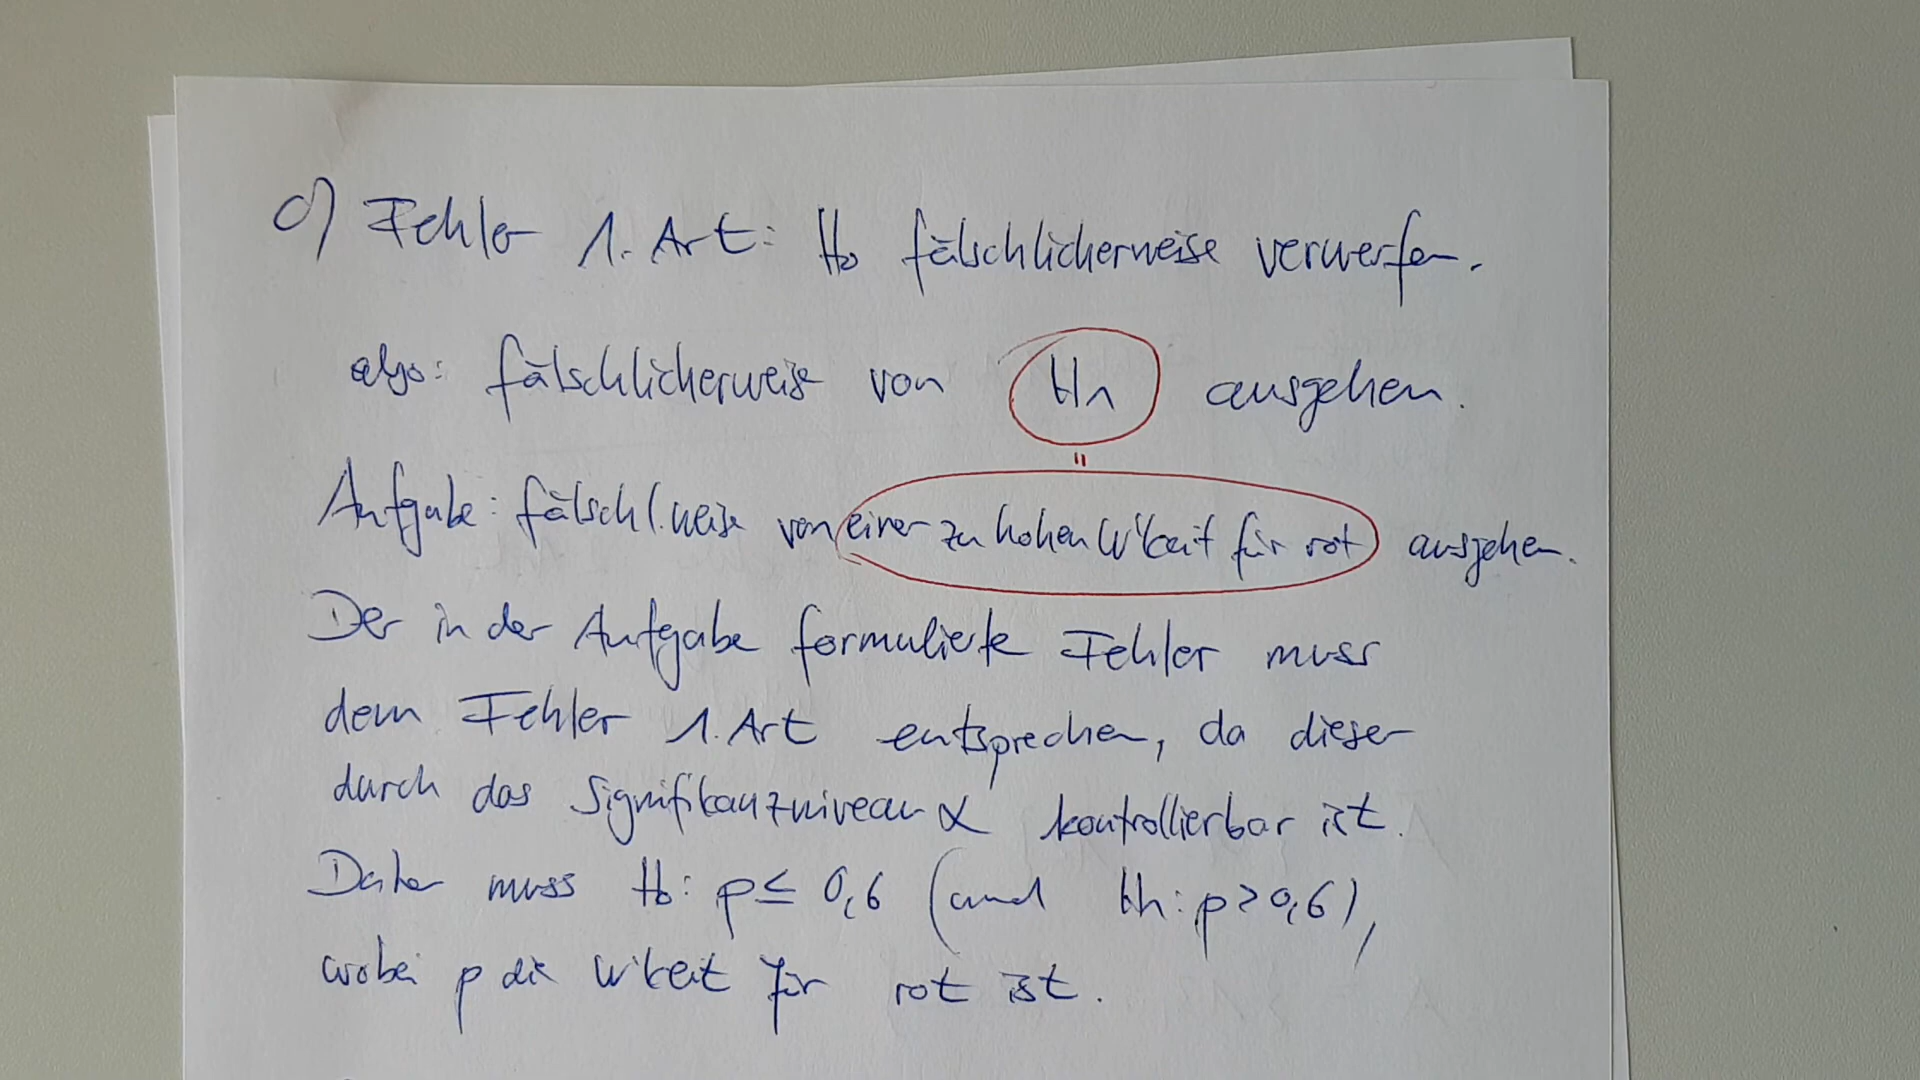 c) Fehler 1. Art: H₀ fälschlicherweise verwerfen.
also: fälschlicherweise von H₁ ausgehen.
"
Aufgabe: fälschl.weise von einer zu hohen W'keit für rot ausgehen.
Der in der Aufgabe formulierte Fehler muss
dem Fehler 1. Art entsprechen, da dieser
durch das Signifikanzniveau α kontrollierbar ist.
Daher muss H₀: p ≤ 0,6 (und H₁: p > 0,6),
wobei p die W'keit für rot ist.